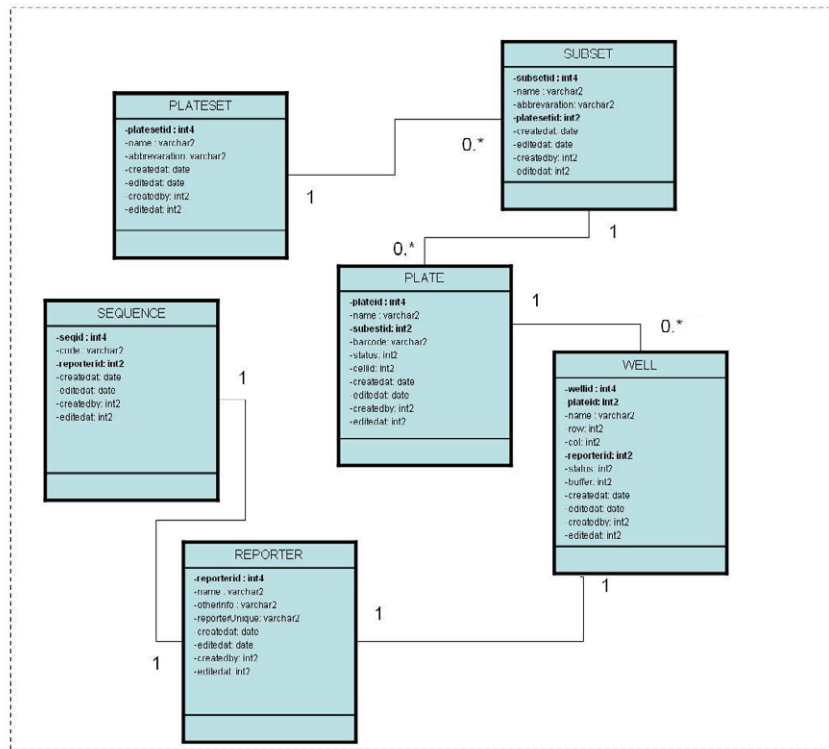 SUBSET
-subsetid : int4
-name : varchar2
-abbrevaration: varchar2
-platesetid: int2
-createdat: date
-editedat: date
-createdby: int2
-editedat: int2
PLATESET
-platesetid : int4
-name : varchar2
-abbrevaration: varchar2
-createdat: date
-editedat: date
-createdby: int2
-editedat: int2
0.*
1
1
0.*
PLATE
-plateid : int4
-name : varchar2
-subestid: int2
-barcode: varchar2
-status: int2
-cellid: int2
-createdat: date
-editedat: date
-createdby: int2
-editedat: int2
1
0.*
SEQUENCE
-seqid : int4
-code : varchar2
-reporterid: int2
-createdat: date
-editedat: date
-createdby: int2
-editedat: int2
1
WELL
-wellid : int4
-plateid: int2
-name : varchar2
-row: int2
-col: int2
-reporterid: int2
-status: int2
-buffer: int2
-createdat: date
-editedat: date
-createdby: int2
-editedat: int2
REPORTER
-reporterid : int4
-name : varchar2
-otherinfo : varchar2
-reporterUnique: varchar2
-createdat: date
-editedat: date
-createdby: int2
-editedat: int2
1
1
1